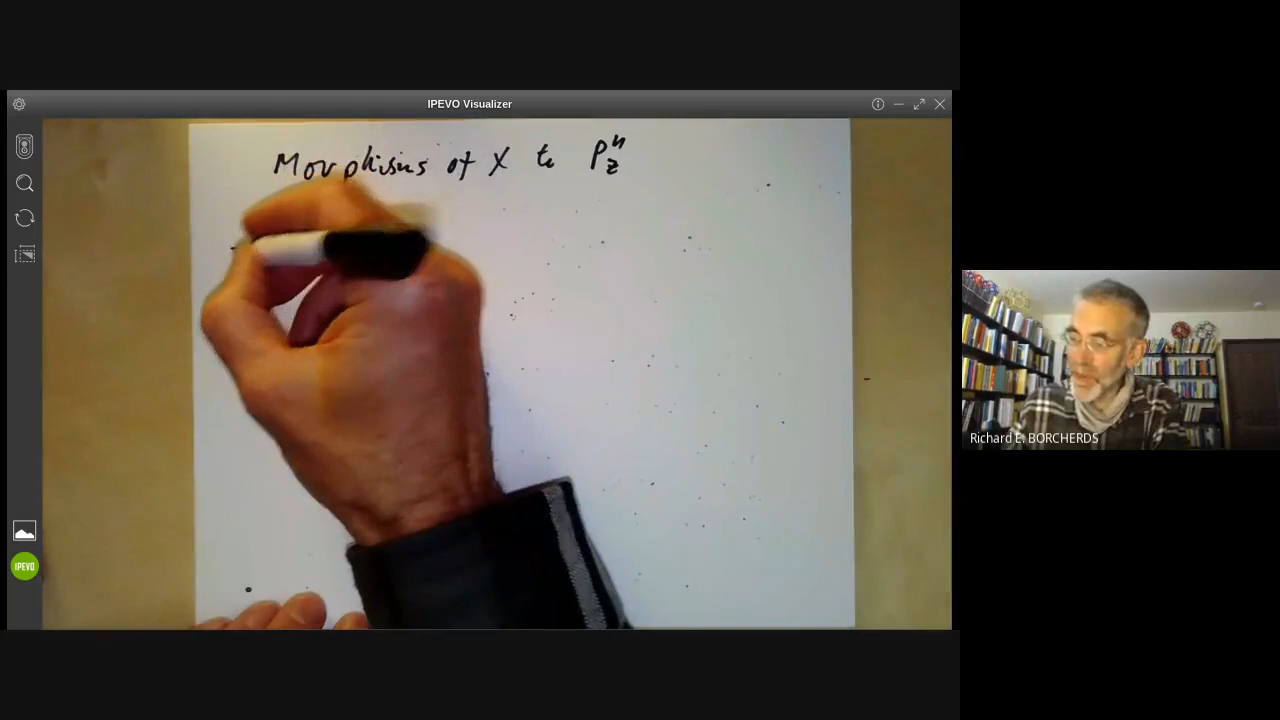 IPEVO Visualizer
Morphisms of X to P^n_Z
IPEVO
Richard E. BORCHERDS